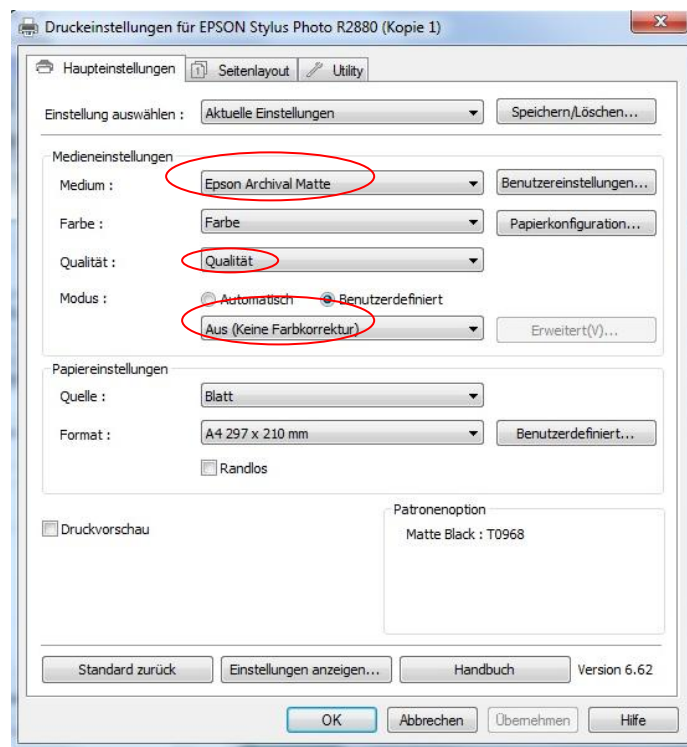 Druckeinstellungen für EPSON Stylus Photo R2880 (Kopie 1)
Haupteinstellungen Seitenlayout Utility
Einstellung auswählen : Aktuelle Einstellungen Speichern/Löschen...
Medieneinstellungen
Medium : Epson Archival Matte Benutzereinstellungen...
Farbe : Farbe Papierkonfiguration...
Qualität : Qualität
Modus : Automatisch Benutzerdefiniert
Aus (Keine Farbkorrektur) Erweitert(V)...
Papiereinstellungen
Quelle : Blatt
Format : A4 297 x 210 mm Benutzerdefiniert...
Randlos
Druckvorschau
Patronenoption
Matte Black : T0968
Standard zurück Einstellungen anzeigen... Handbuch Version 6.62
OK Abbrechen Übernehmen Hilfe